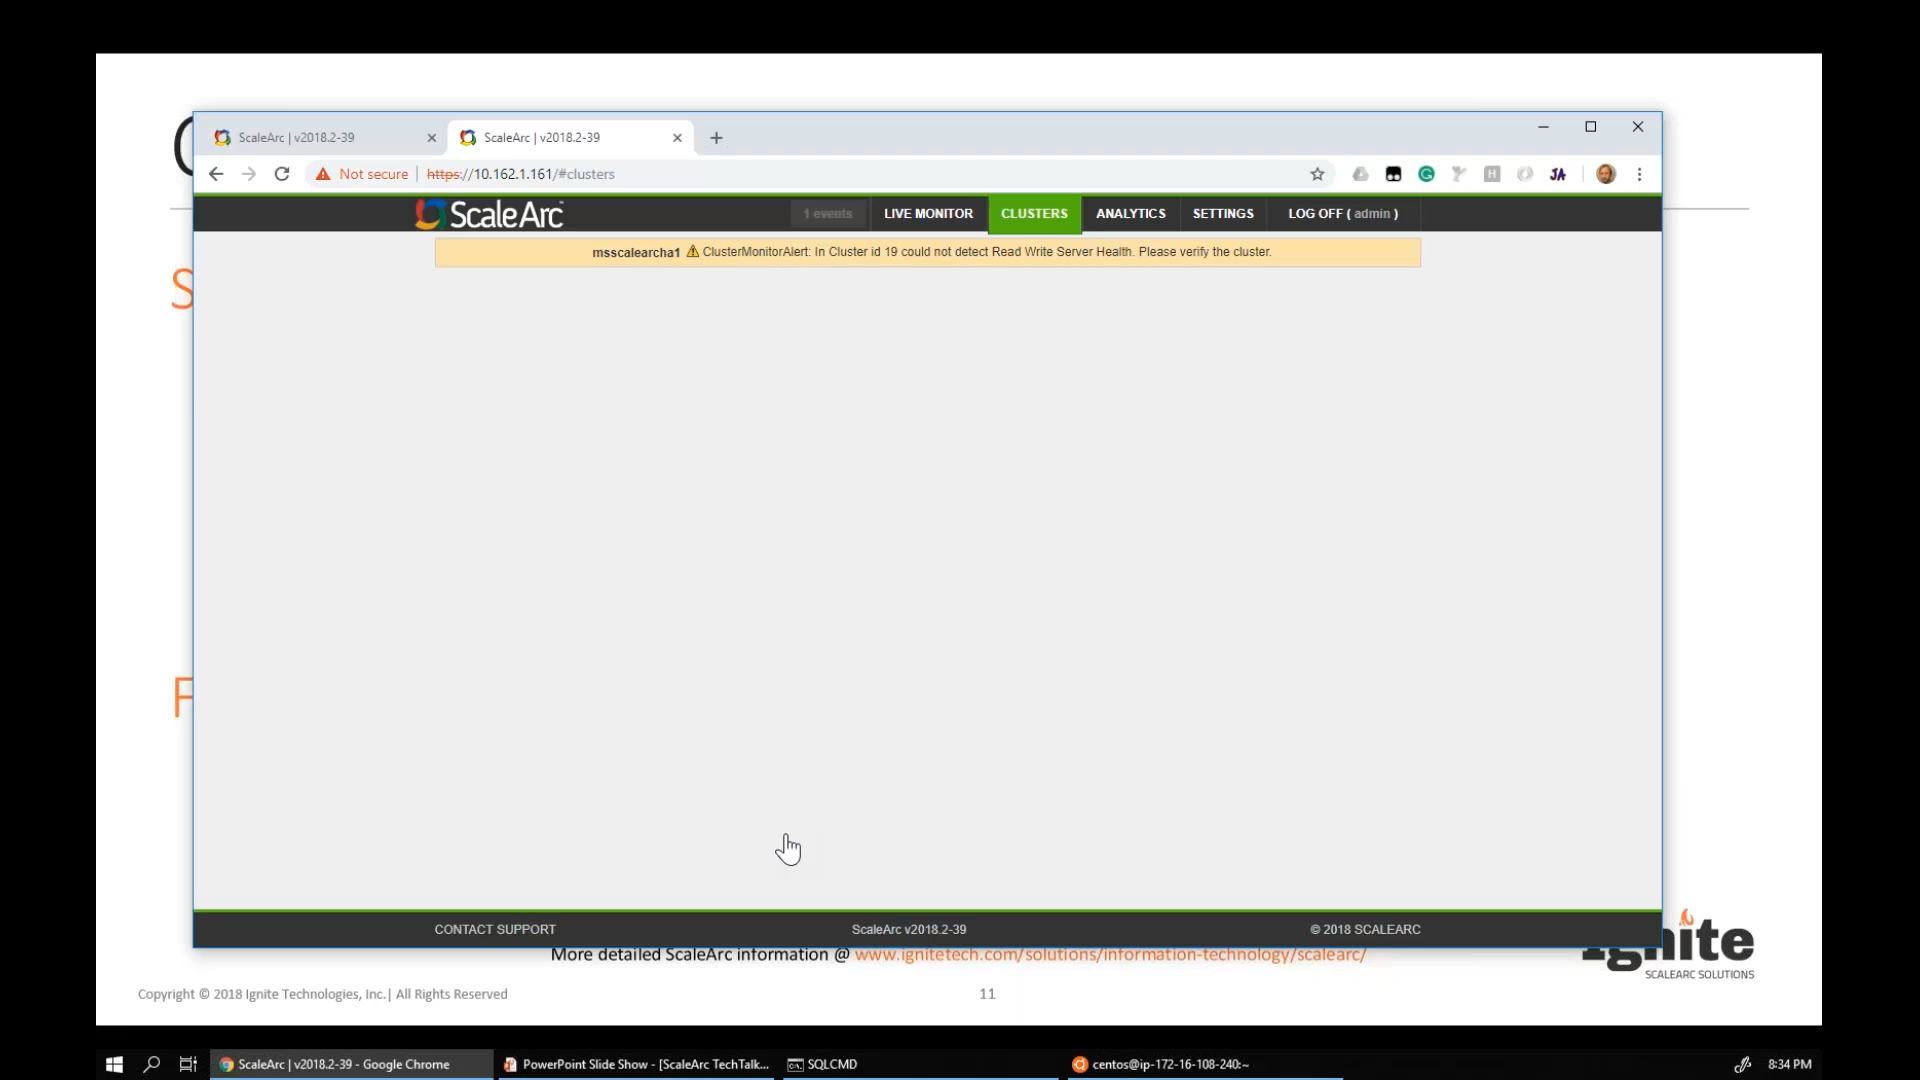 ScaleArc | v2018.2-39
ScaleArc | v2018.2-39
Not secure | https://10.162.1.161/#clusters
ScaleArc
1 events
LIVE MONITOR
CLUSTERS
ANALYTICS
SETTINGS
LOG OFF ( admin )
msscalearcha1 ClusterMonitorAlert: In Cluster id 19 could not detect Read Write Server Health. Please verify the cluster.
S
F
CONTACT SUPPORT
ScaleArc v2018.2-39
© 2018 SCALEARC
More detailed ScaleArc information @ www.ignitetech.com/solutions/information-technology/scalearc/
Ignite
SCALEARC SOLUTIONS
Copyright © 2018 Ignite Technologies, Inc.| All Rights Reserved
11
ScaleArc | v2018.2-39 - Google Chrome
PowerPoint Slide Show - [ScaleArc TechTalk...
SQLCMD
centos@ip-172-16-108-240:~
8:34 PM